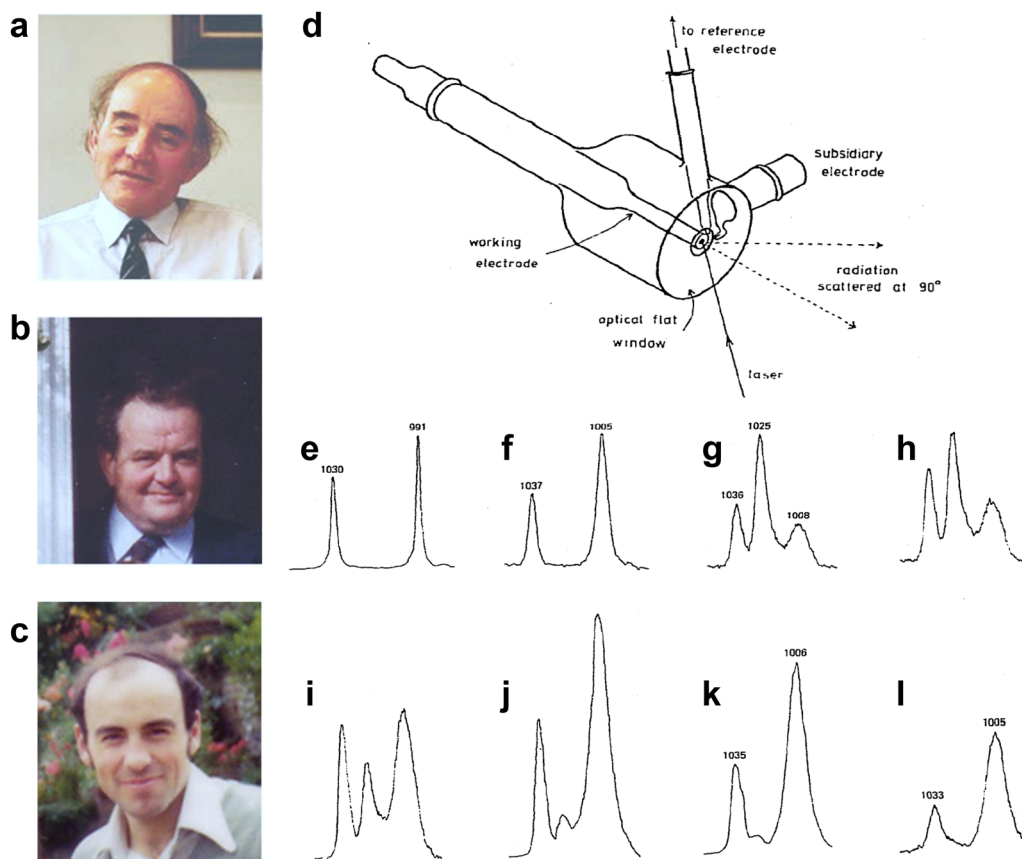 a
d
to reference
electrode
subsidiary
electrode
working
electrode
radiation
scattered at 90°
optical flat
window
laser
b
e
1030
991
f
1037
1005
g
1036
1025
1008
h
c
i
j
k
1035
1006
l
1033
1005